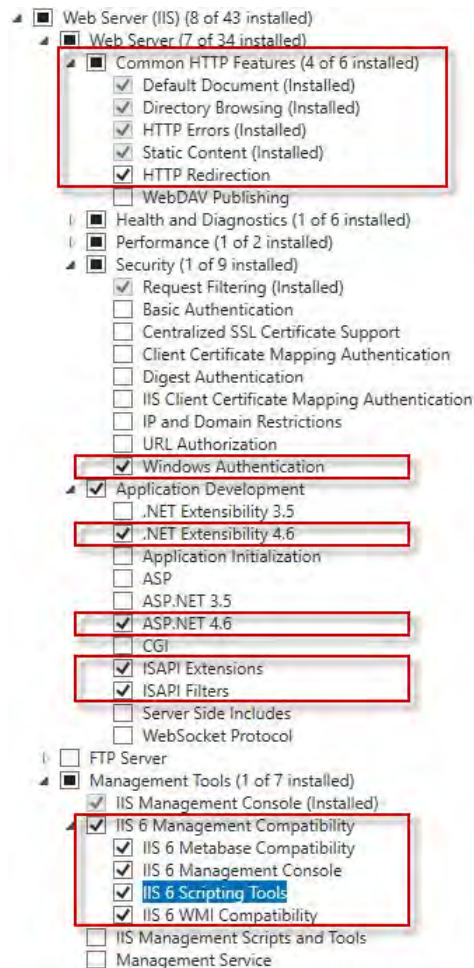 Web Server (IIS) (8 of 43 installed)
Web Server (7 of 34 installed)
Common HTTP Features (4 of 6 installed)
Default Document (Installed)
Directory Browsing (Installed)
HTTP Errors (Installed)
Static Content (Installed)
HTTP Redirection
WebDAV Publishing
Health and Diagnostics (1 of 6 installed)
Performance (1 of 2 installed)
Security (1 of 9 installed)
Request Filtering (Installed)
Basic Authentication
Centralized SSL Certificate Support
Client Certificate Mapping Authentication
Digest Authentication
IIS Client Certificate Mapping Authentication
IP and Domain Restrictions
URL Authorization
Windows Authentication
Application Development
.NET Extensibility 3.5
.NET Extensibility 4.6
Application Initialization
ASP
ASP.NET 3.5
ASP.NET 4.6
CGI
ISAPI Extensions
ISAPI Filters
Server Side Includes
WebSocket Protocol
FTP Server
Management Tools (1 of 7 installed)
IIS Management Console (Installed)
IIS 6 Management Compatibility
IIS 6 Metabase Compatibility
IIS 6 Management Console
IIS 6 Scripting Tools
IIS 6 WMI Compatibility
IIS Management Scripts and Tools
Management Service